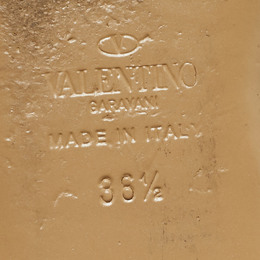 VALENTINO
GARAVANI
MADE IN ITALY
36½